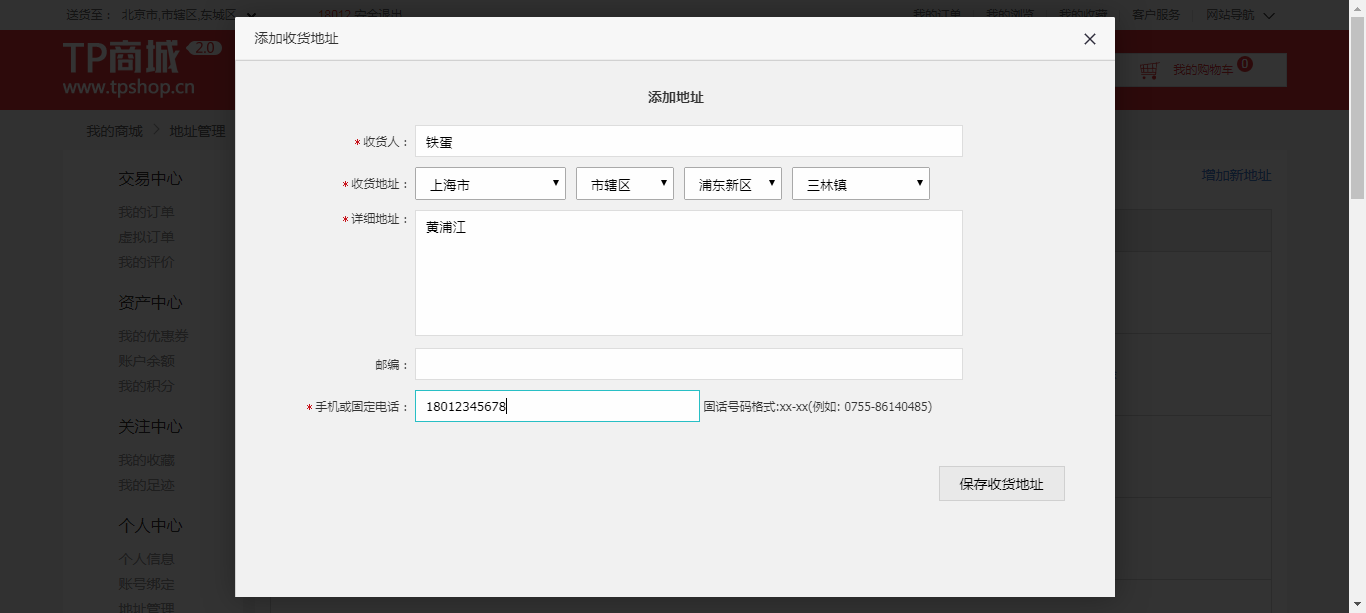 送货至： 北京市,市辖区,东城区 18012 安全退出 我的订单 我的浏览 我的收藏 客户服务 网站导航
TP商城 2.0
www.tpshop.cn
我的购物车 0
我的商城 > 地址管理
交易中心
我的订单
虚拟订单
我的评价
资产中心
我的优惠券
账户余额
我的积分
关注中心
我的收藏
我的足迹
个人中心
个人信息
账号绑定
地址管理
增加新地址
添加收货地址
添加地址
*收货人： 铁蛋
*收货地址： 上海市 市辖区 浦东新区 三林镇
*详细地址： 黄浦江
邮编：
*手机或固定电话： 18012345678 固话号码格式:xx-xx(例如: 0755-86140485)
保存收货地址